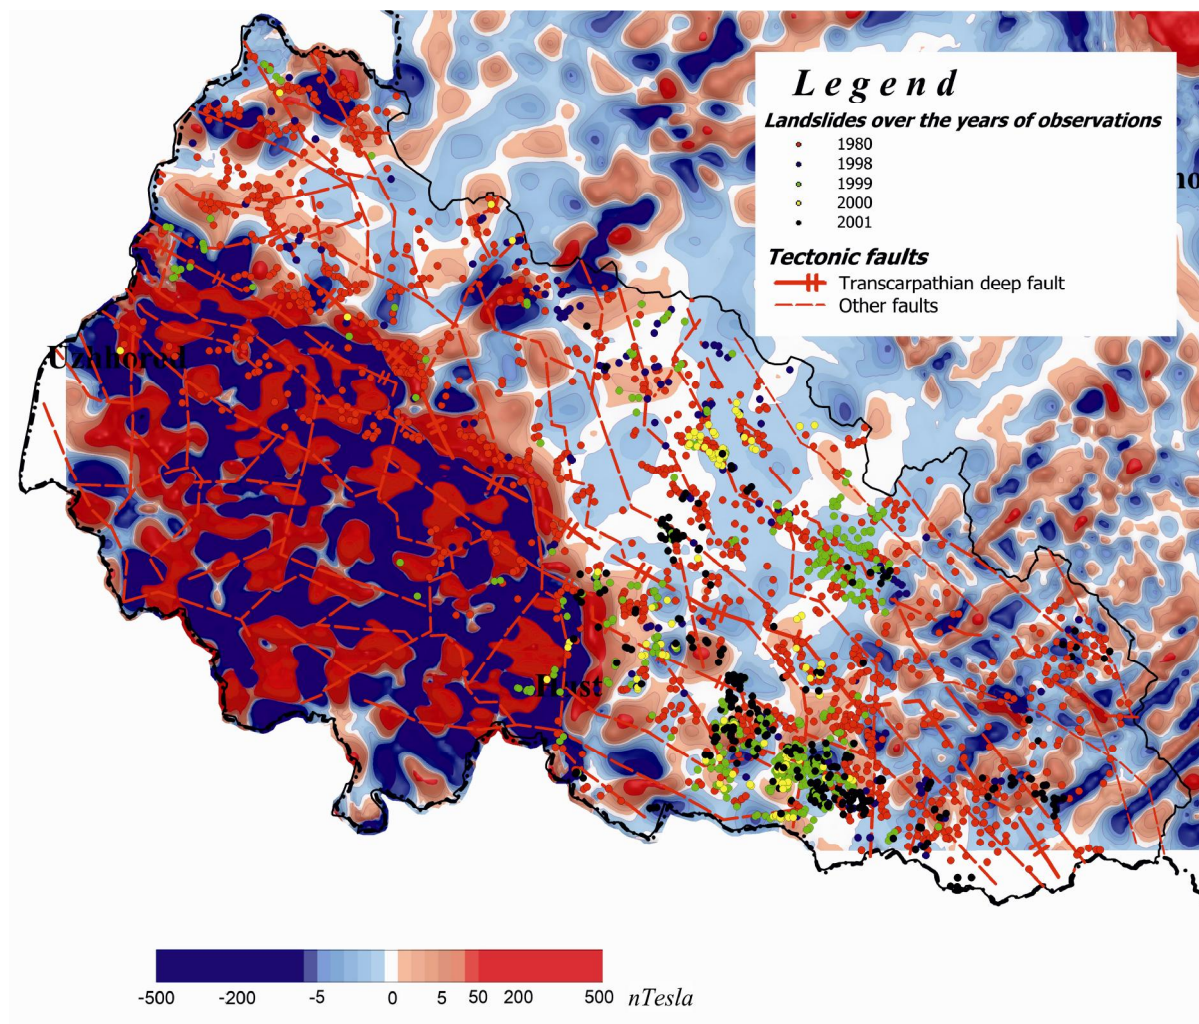 Legend
Landslides over the years of observations
1980
1998
1999
2000
2001
Tectonic faults
Transcarpathian deep fault
Other faults
Hust
-500 -200 -5 0 5 50 200 500 nTesla